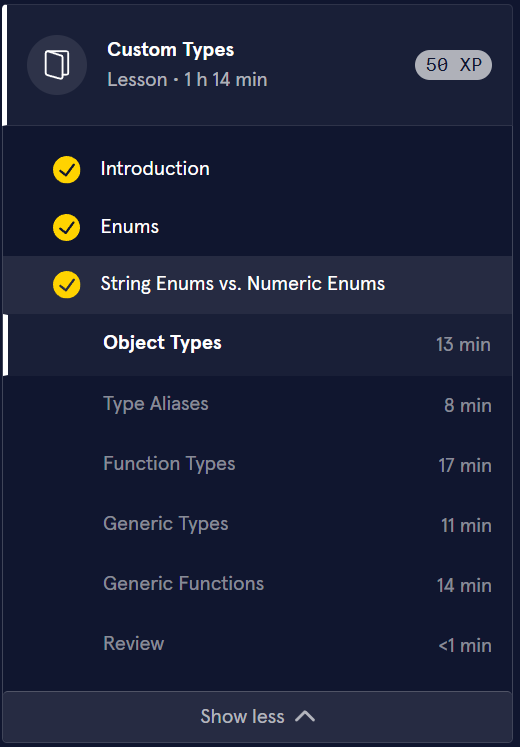 Custom Types
Lesson • 1 h 14 min
50 XP
Introduction
Enums
String Enums vs. Numeric Enums
Object Types 13 min
Type Aliases 8 min
Function Types 17 min
Generic Types 11 min
Generic Functions 14 min
Review <1 min
Show less